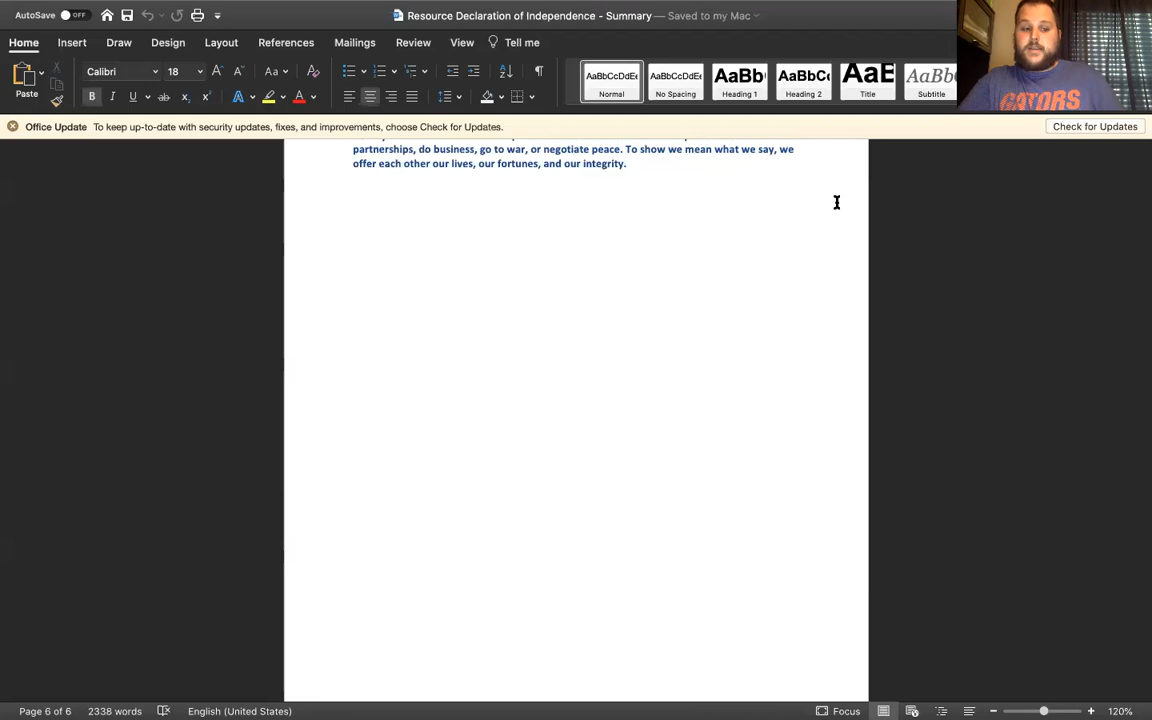 AutoSave OFF
Resource Declaration of Independence - Summary — Saved to my Mac
Home Insert Draw Design Layout References Mailings Review View Tell me
Calibri 18 Aa
Paste
AaBbCcDdEe AaBbCcDdEe AaBb( AaBbCc AaE AaBb(
Normal No Spacing Heading 1 Heading 2 Title Subtitle
Office Update To keep up-to-date with security updates, fixes, and improvements, choose Check for Updates. Check for Updates
partnerships, do business, go to war, or negotiate peace. To show we mean what we say, we
offer each other our lives, our fortunes, and our integrity.
GATORS
Page 6 of 6 2338 words English (United States) Focus 120%